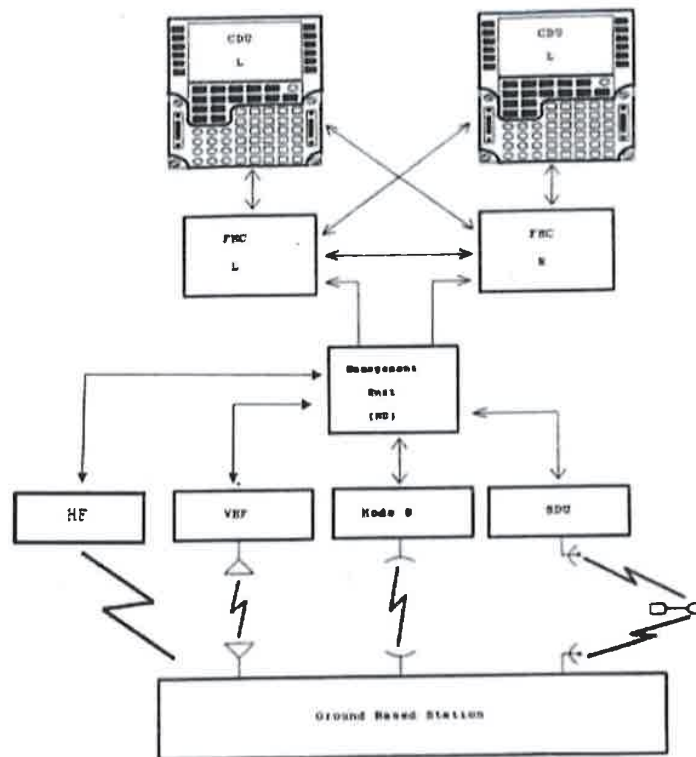 CDU
L
CDU
L
FMC
L
FMC
R
Management
Unit
(MU)
HF
VHF
Mode S
SDU
Ground Based Station